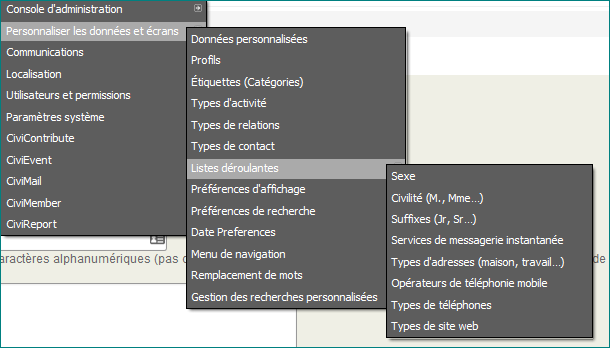 Console d'administration
Personnaliser les données et écrans
Communications
Localisation
Utilisateurs et permissions
Paramètres système
CiviContribute
CiviEvent
CiviMail
CiviMember
CiviReport
Données personnalisées
Profils
Étiquettes (Catégories)
Types d'activité
Types de relations
Types de contact
Listes déroulantes
Préférences d'affichage
Préférences de recherche
Date Preferences
Menu de navigation
Remplacement de mots
Gestion des recherches personnalisées
Sexe
Civilité (M., Mme...)
Suffixes (Jr, Sr...)
Services de messagerie instantanée
Types d'adresses (maison, travail...)
Opérateurs de téléphonie mobile
Types de téléphones
Types de site web
aractères alphanumériques (pas de